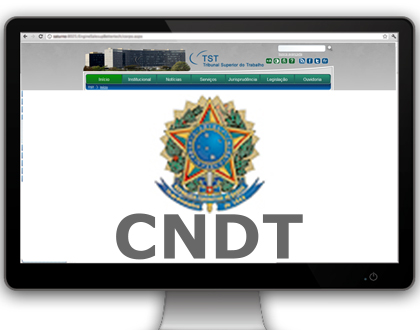 TST
Tribunal Superior do Trabalho
Início Institucional Notícias Serviços Jurisprudência Legislação Ouvidoria
CNDT